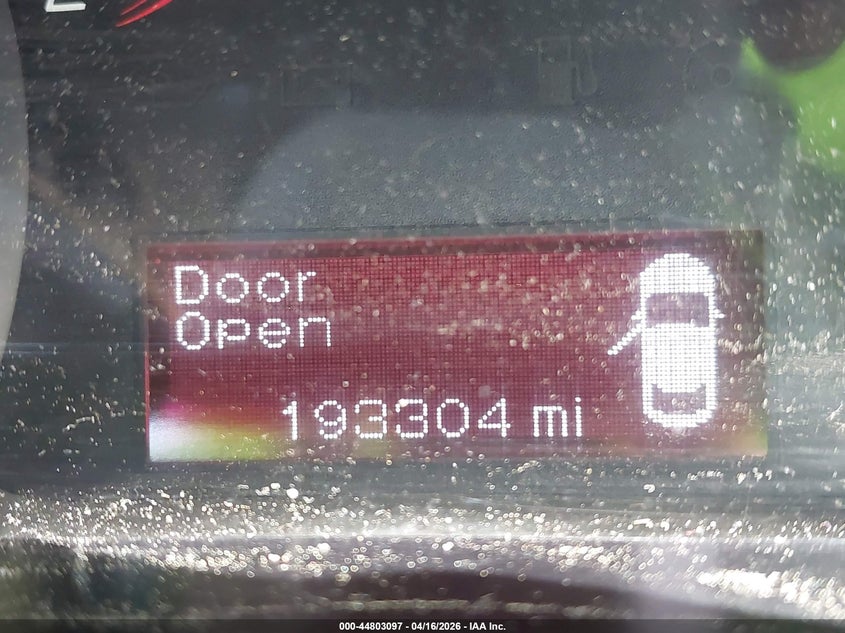 Door
Open
193304 mi
000-44803097 - 04/16/2026 - IAA Inc.